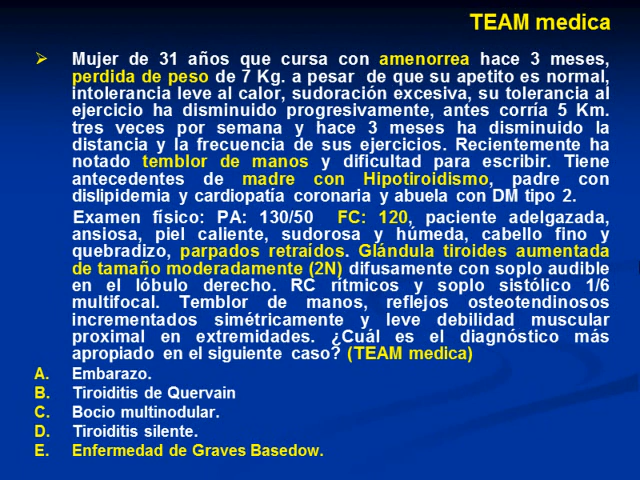 TEAM medica
Mujer de 31 años que cursa con amenorrea hace 3 meses,
perdida de peso de 7 Kg. a pesar de que su apetito es normal,
intolerancia leve al calor, sudoración excesiva, su tolerancia al
ejercicio ha disminuido progresivamente, antes corría 5 Km.
tres veces por semana y hace 3 meses ha disminuido la
distancia y la frecuencia de sus ejercicios. Recientemente ha
notado temblor de manos y dificultad para escribir. Tiene
antecedentes de madre con Hipotiroidismo, padre con
dislipidemia y cardiopatía coronaria y abuela con DM tipo 2.
Examen físico: PA: 130/50 FC: 120, paciente adelgazada,
ansiosa, piel caliente, sudorosa y húmeda, cabello fino y
quebradizo, parpados retraídos. Glándula tiroides aumentada
de tamaño moderadamente (2N) difusamente con soplo audible
en el lóbulo derecho. RC rítmicos y soplo sistólico 1/6
multifocal. Temblor de manos, reflejos osteotendinosos
incrementados simétricamente y leve debilidad muscular
proximal en extremidades. ¿Cuál es el diagnóstico más
apropiado en el siguiente caso? (TEAM medica)
A. Embarazo.
B. Tiroiditis de Quervain
C. Bocio multinodular.
D. Tiroiditis silente.
E. Enfermedad de Graves Basedow.